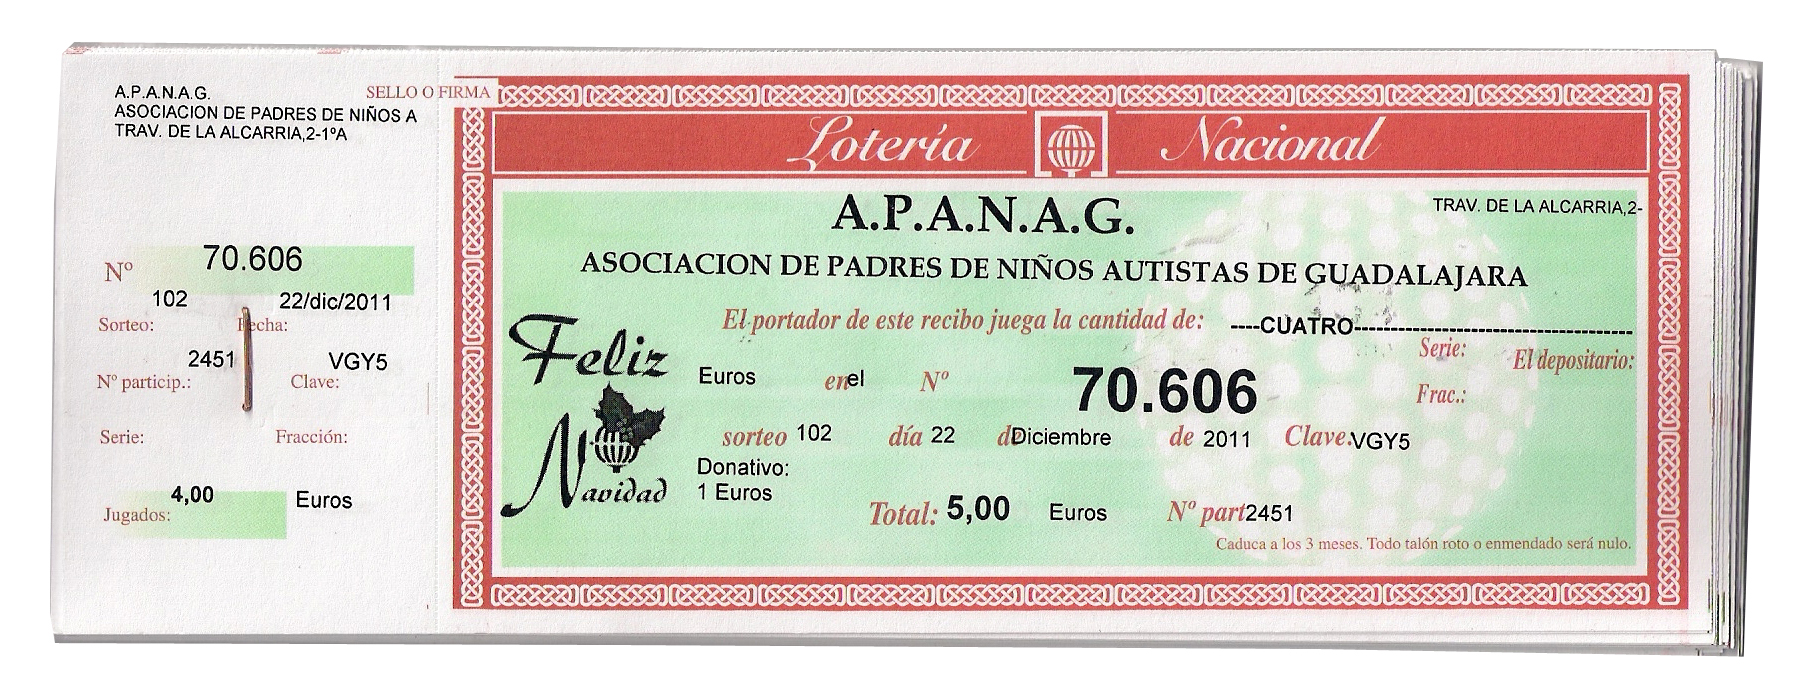 A.P.A.N.A.G.
SELLO O FIRMA
ASOCIACION DE PADRES DE NIÑOS A
TRAV. DE LA ALCARRIA,2-1ºA
Nº 70.606
102 22/dic/2011
Sorteo: Fecha:
2451 VGY5
Nº particip.: Clave:
Serie: Fracción:
4,00 Euros
Jugados:
Lotería Nacional
A.P.A.N.A.G.
TRAV. DE LA ALCARRIA,2-
ASOCIACION DE PADRES DE NIÑOS AUTISTAS DE GUADALAJARA
El portador de este recibo juega la cantidad de: ----CUATRO--------------------------------
Serie: El depositario:
Feliz
Navidad
Euros en el Nº 70.606
Frac.:
sorteo 102 día 22 de Diciembre de 2011 Clave: VGY5
Donativo:
1 Euros
Total: 5,00 Euros Nº part 2451
Caduca a los 3 meses. Todo talón roto o enmendado será nulo.